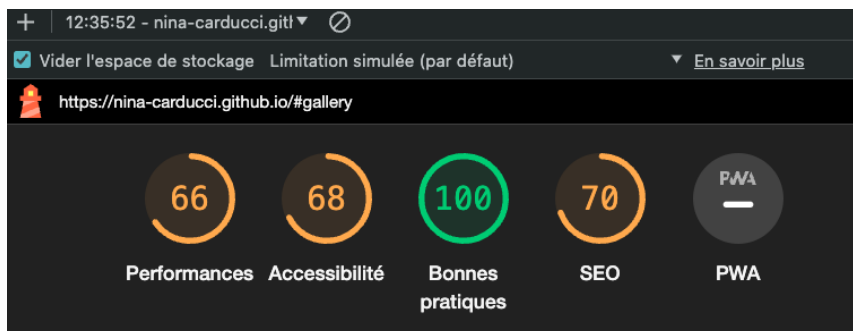 12:35:52 - nina-carducci.gitl
Vider l'espace de stockage Limitation simulée (par défaut) En savoir plus
https://nina-carducci.github.io/#gallery
66 68 100 70 PWA
Performances Accessibilité Bonnes pratiques SEO PWA